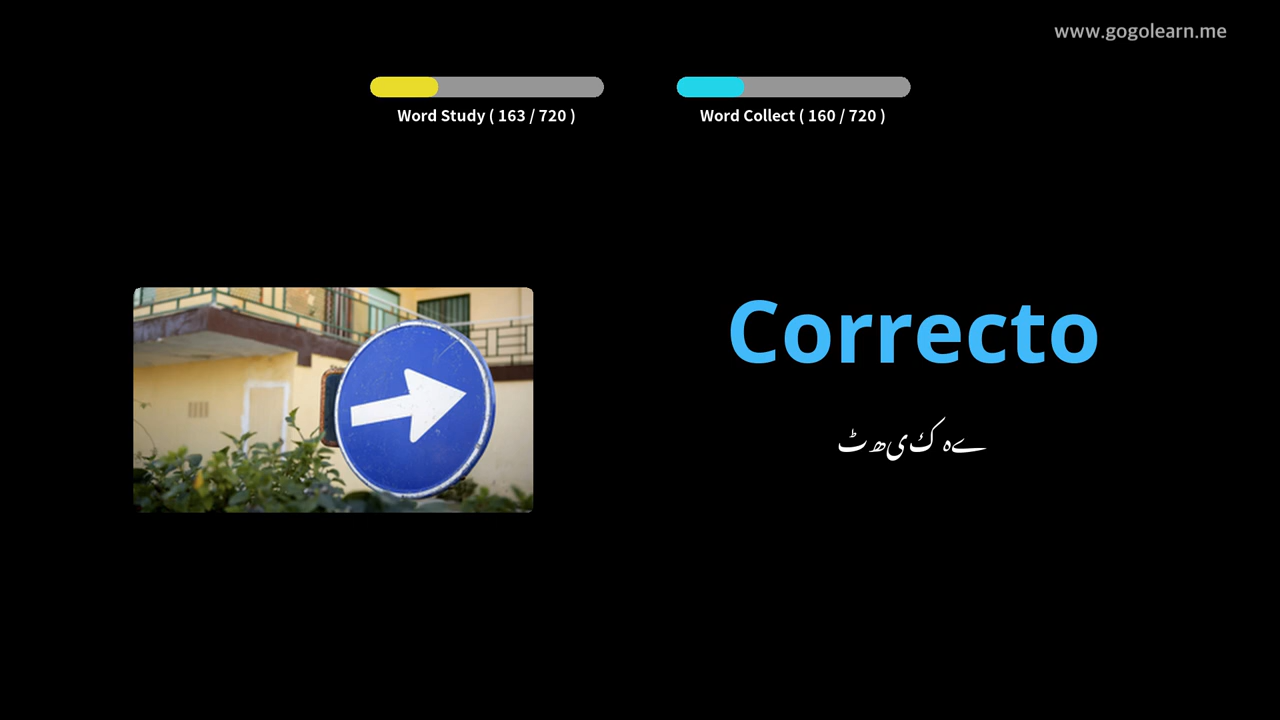 www.gogolearn.me
Word Study ( 163 / 720 )
Word Collect ( 160 / 720 )
Correcto
ٹھیک ہے